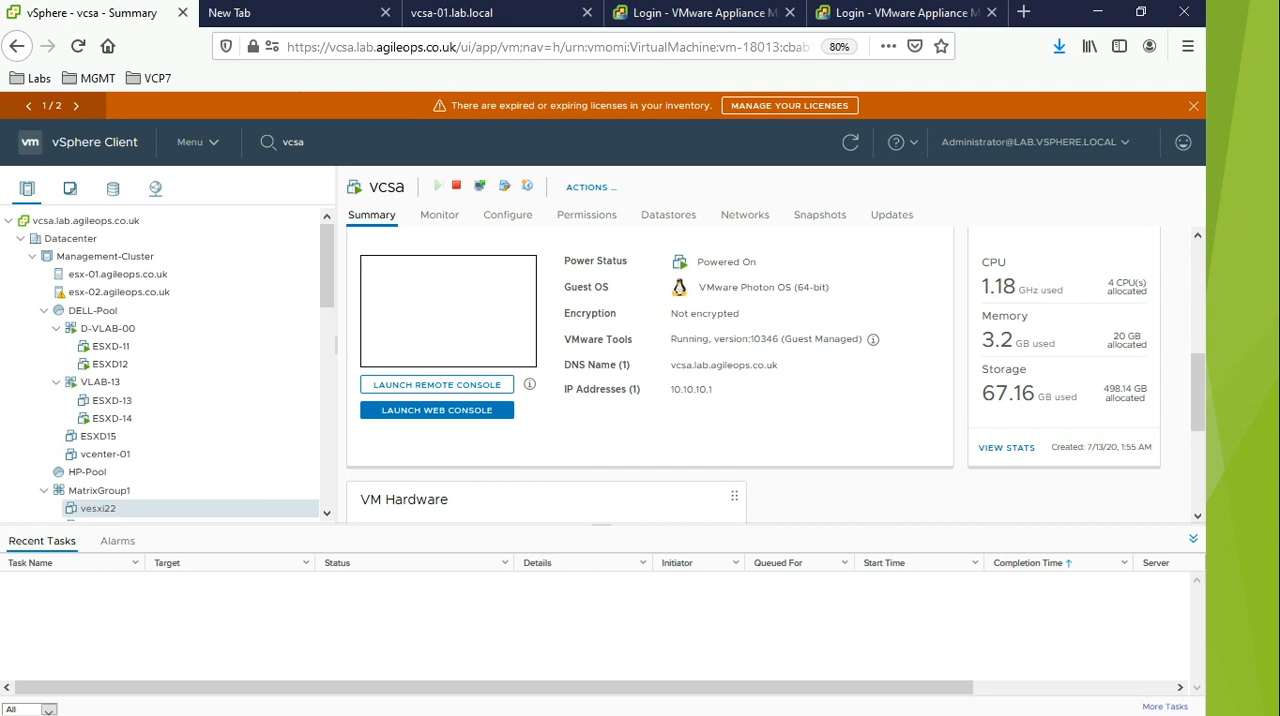 vSphere - vcsa - Summary
New Tab
vcsa-01.lab.local
Login - VMware Appliance M
Login - VMware Appliance M
https://vcsa.lab.agileops.co.uk/ui/app/vm;nav=h/urn:vmomi:VirtualMachine:vm-18013:cbab
80%
Labs
MGMT
VCP7
1 / 2
There are expired or expiring licenses in your inventory.
MANAGE YOUR LICENSES
vm
vSphere Client
Menu
vcsa
Administrator@LAB.VSPHERE.LOCAL
vcsa.lab.agileops.co.uk
Datacenter
Management-Cluster
esx-01.agileops.co.uk
esx-02.agileops.co.uk
DELL-Pool
D-VLAB-00
ESXD-11
ESXD12
VLAB-13
ESXD-13
ESXD-14
ESXD15
vcenter-01
HP-Pool
MatrixGroup1
vesxi22
vcsa
ACTIONS ...
Summary
Monitor
Configure
Permissions
Datastores
Networks
Snapshots
Updates
Power Status
Powered On
Guest OS
VMware Photon OS (64-bit)
Encryption
Not encrypted
VMware Tools
Running, version:10346 (Guest Managed)
DNS Name (1)
vcsa.lab.agileops.co.uk
IP Addresses (1)
10.10.10.1
LAUNCH REMOTE CONSOLE
LAUNCH WEB CONSOLE
CPU
1.18 GHz used
4 CPU(s) allocated
Memory
3.2 GB used
20 GB allocated
Storage
67.16 GB used
498.14 GB allocated
VIEW STATS
Created: 7/13/20, 1:55 AM
VM Hardware
Recent Tasks
Alarms
Task Name
Target
Status
Details
Initiator
Queued For
Start Time
Completion Time
Server
All
More Tasks